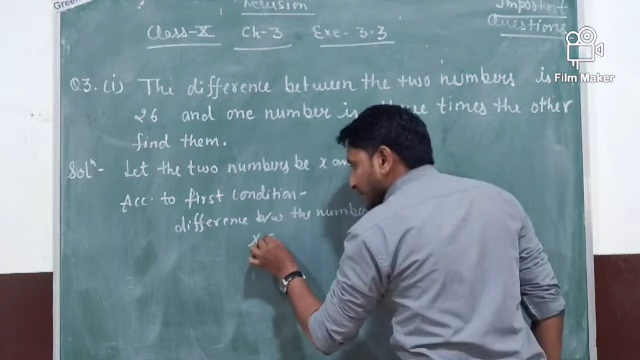 Green
Revision
Important
Class-X Ch-3 Exe-3.3
Questions
Film Maker
Q3. (i) The difference between the two numbers is
26 and one number is three times the other
find them.
Solⁿ- Let the two numbers be x and
Acc. to first condition-
difference b/w the number
x -